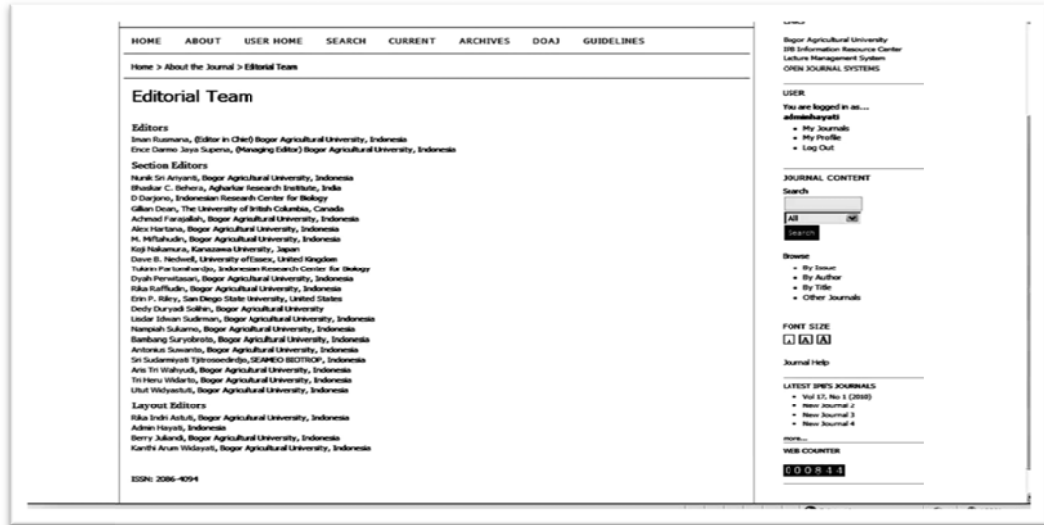 HOME ABOUT USER HOME SEARCH CURRENT ARCHIVES DOAJ GUIDELINES
Home > About the Journal > Editorial Team
Editorial Team
Editors
Iman Rusmana, (Editor in Chief) Bogor Agricultural University, Indonesia
Ence Darmo Jaya Supena, (Managing Editor) Bogor Agricultural University, Indonesia
Section Editors
Nunik Sri Ariyanti, Bogor Agricultural University, Indonesia
Bhaskar C. Behera, Agharkar Research Institute, India
D Darjono, Indonesian Research Center for Biology
Gillian Dean, The University of British Columbia, Canada
Achmad Farajallah, Bogor Agricultural University, Indonesia
Alex Hartana, Bogor Agricultural University, Indonesia
M. Miftahudin, Bogor Agricultural University, Indonesia
Koji Nakamura, Kanazawa University, Japan
Dave B. Nedwell, University of Essex, United Kingdom
Tukirin Partomihardjo, Indonesian Research Center for Biology
Dyah Perwitasari, Bogor Agricultural University, Indonesia
Rika Raffiudin, Bogor Agricultural University, Indonesia
Erin P. Riley, San Diego State University, United States
Dedy Duryadi Solihin, Bogor Agricultural University
Lisdar Idwan Sudirman, Bogor Agricultural University, Indonesia
Nampiah Sukarno, Bogor Agricultural University, Indonesia
Bambang Suryobroto, Bogor Agricultural University, Indonesia
Antonius Suwanto, Bogor Agricultural University, Indonesia
Sri Sudarmiyati Tjitrosoedirdjo, SEAMEO BIOTROP, Indonesia
Aris Tri Wahyudi, Bogor Agricultural University, Indonesia
Tri Heru Widarto, Bogor Agricultural University, Indonesia
Utut Widyastuti, Bogor Agricultural University, Indonesia
Layout Editors
Rika Indri Astuti, Bogor Agricultural University, Indonesia
Admin Hayati, Indonesia
Berry Juliandi, Bogor Agricultural University, Indonesia
Kanthi Arum Widayati, Bogor Agricultural University, Indonesia
ISSN: 2086-4094
Bogor Agricultural University
IPB Information Resource Center
Lecture Management System
OPEN JOURNAL SYSTEMS
USER
You are logged in as...
adminhayati
My Journals
My Profile
Log Out
JOURNAL CONTENT
Search
All
Search
Browse
By Issue
By Author
By Title
Other Journals
FONT SIZE
A A A
Journal Help
LATEST IPB'S JOURNALS
Vol 17, No 1 (2010)
New Journal 2
New Journal 3
New Journal 4
more...
WEB COUNTER
000844